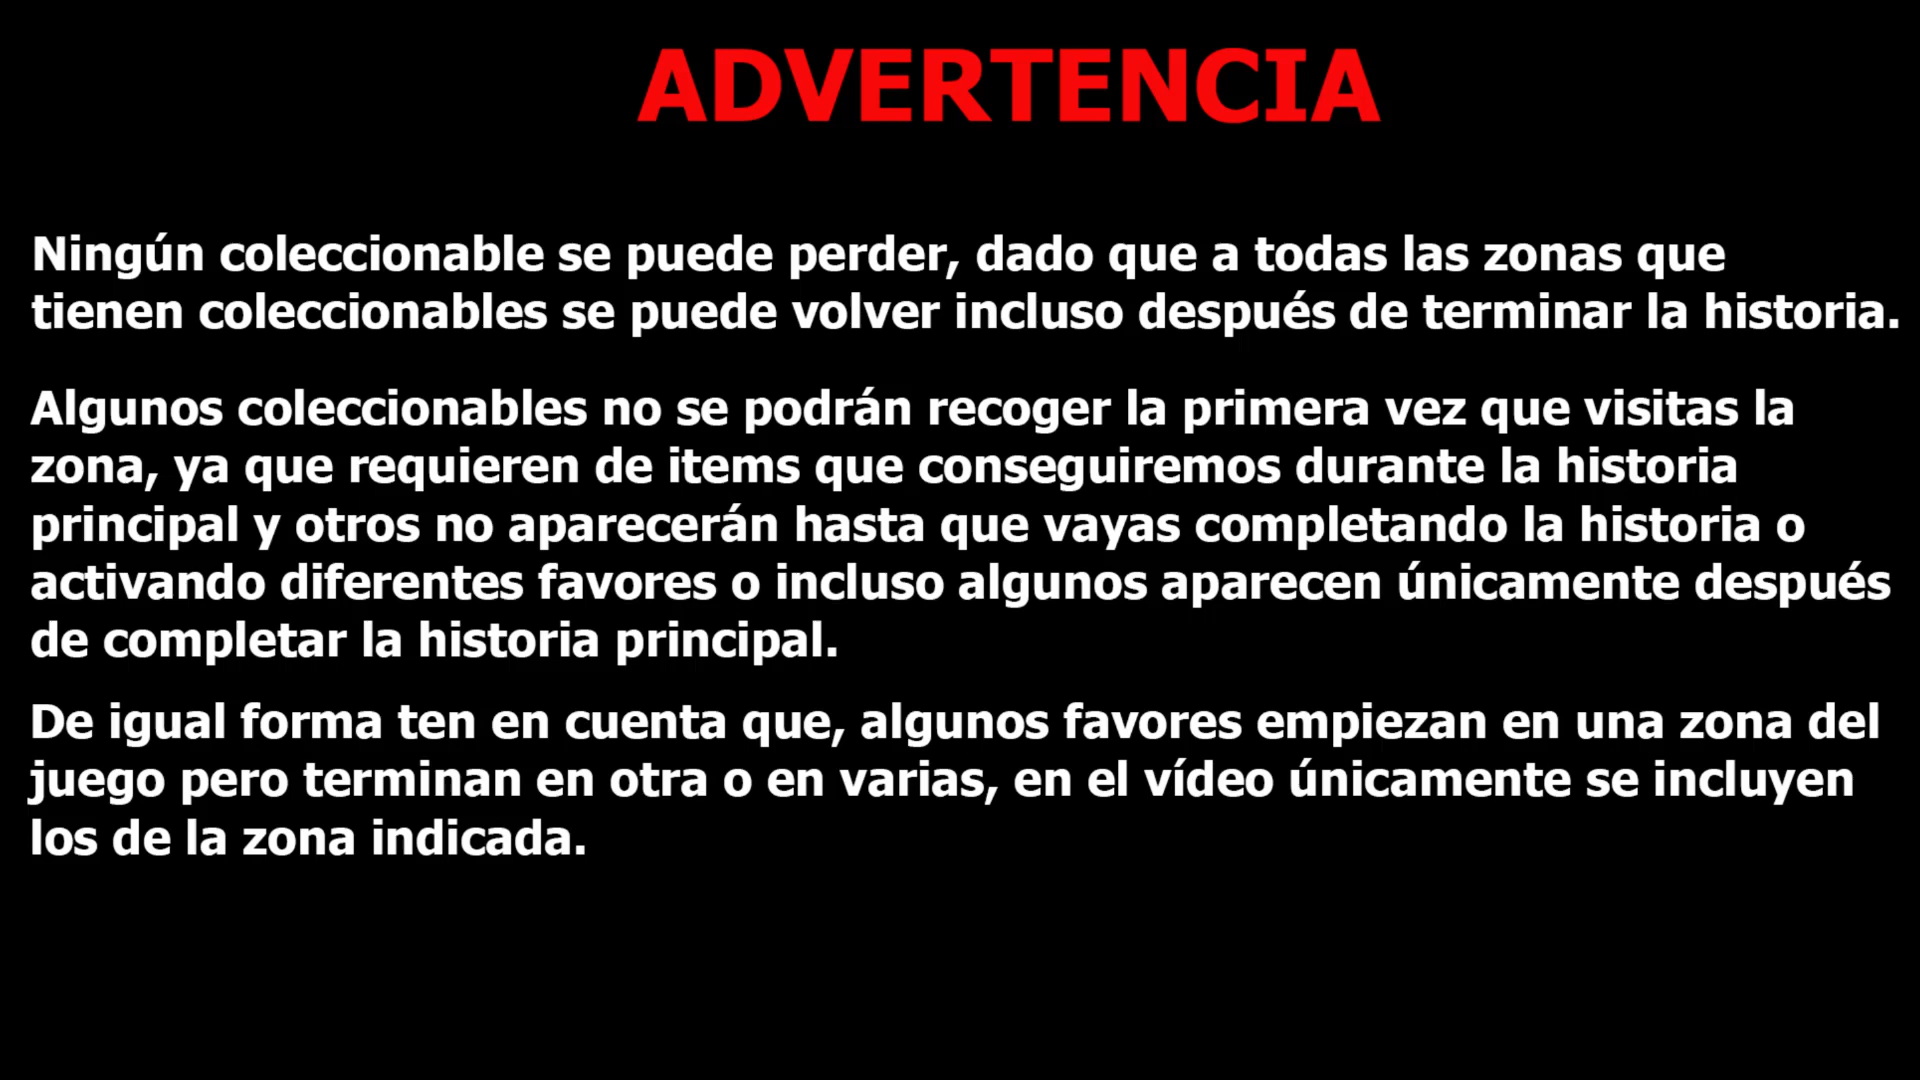 ADVERTENCIA
Ningún coleccionable se puede perder, dado que a todas las zonas que
tienen coleccionables se puede volver incluso después de terminar la historia.
Algunos coleccionables no se podrán recoger la primera vez que visitas la
zona, ya que requieren de items que conseguiremos durante la historia
principal y otros no aparecerán hasta que vayas completando la historia o
activando diferentes favores o incluso algunos aparecen únicamente después
de completar la historia principal.
De igual forma ten en cuenta que, algunos favores empiezan en una zona del
juego pero terminan en otra o en varias, en el vídeo únicamente se incluyen
los de la zona indicada.